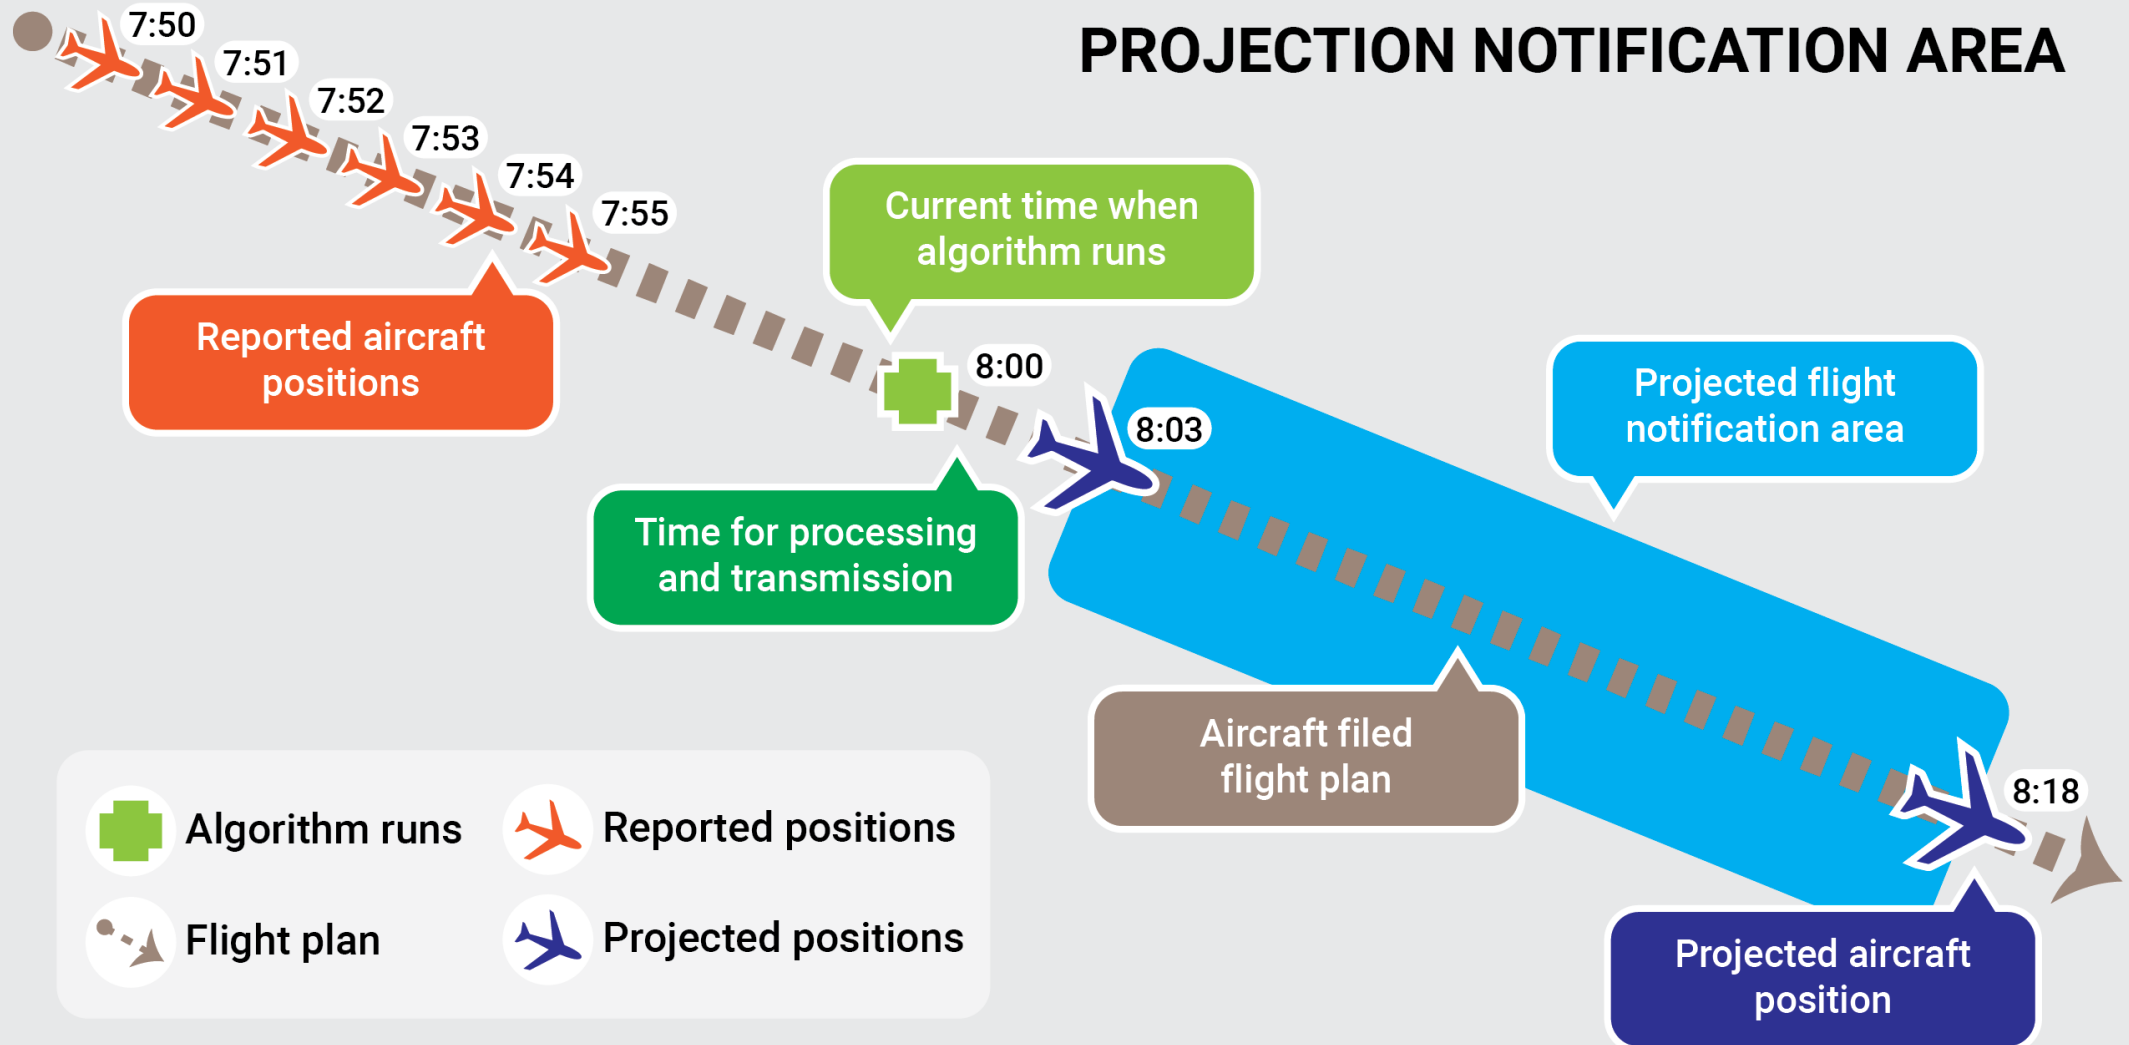 PROJECTION NOTIFICATION AREA
7:50
7:51
7:52
7:53
7:54
7:55
Reported aircraft
positions
Current time when
algorithm runs
8:00
Time for processing
and transmission
8:03
Projected flight
notification area
Aircraft filed
flight plan
8:18
Projected aircraft
position
Algorithm runs
Reported positions
Flight plan
Projected positions